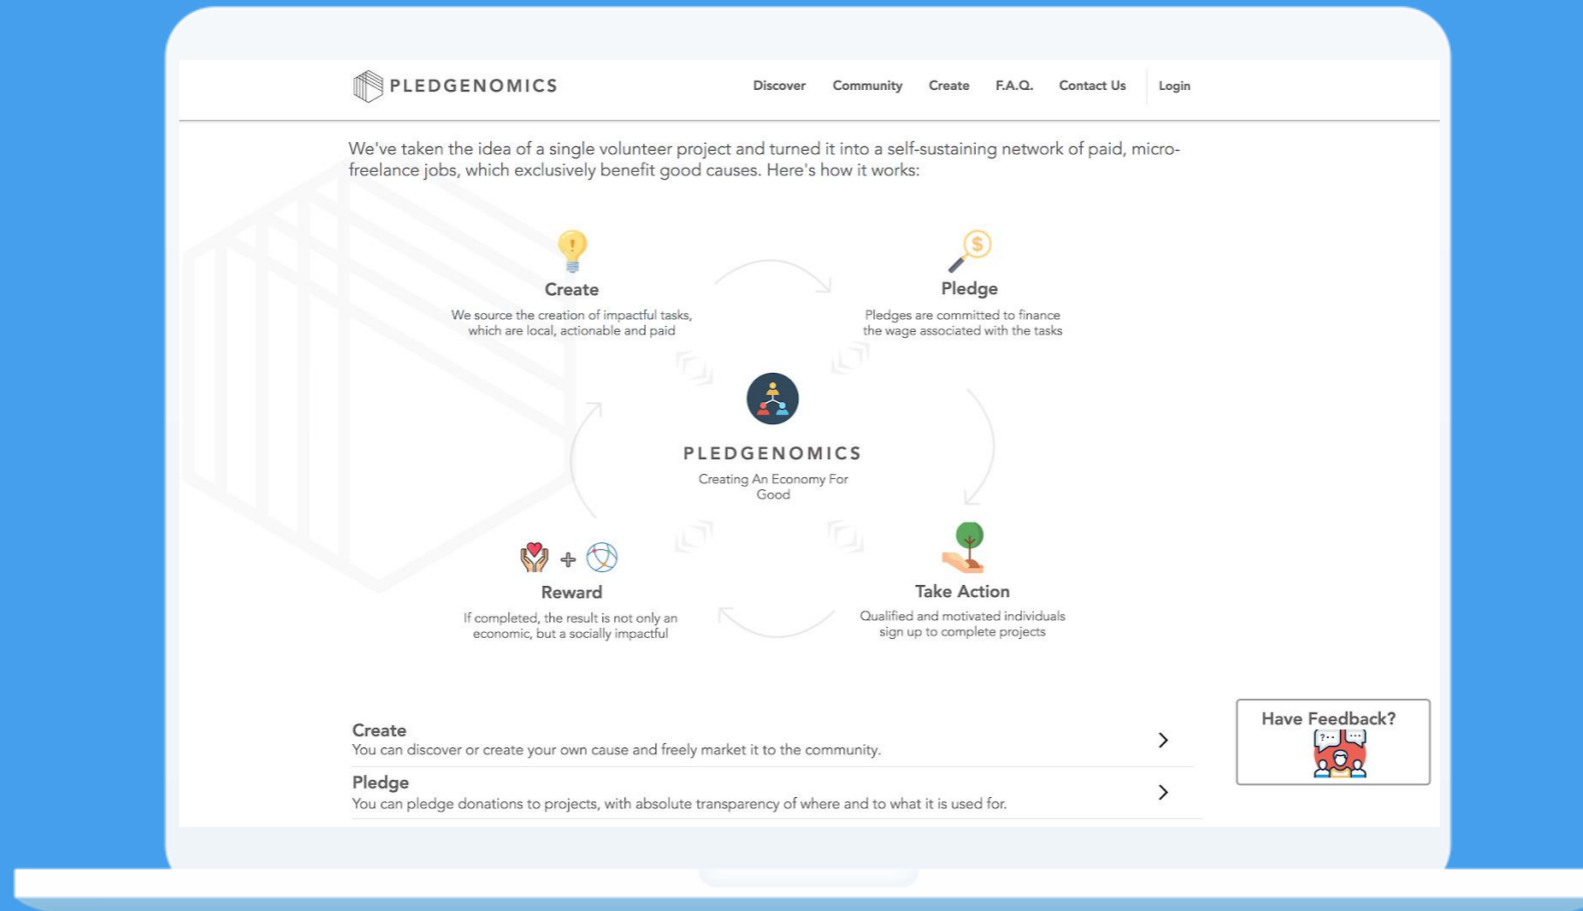 PLEDGENOMICS
Discover Community Create F.A.Q. Contact Us Login
We've taken the idea of a single volunteer project and turned it into a self-sustaining network of paid, micro-
freelance jobs, which exclusively benefit good causes. Here's how it works:
Create
We source the creation of impactful tasks,
which are local, actionable and paid
Pledge
Pledges are committed to finance
the wage associated with the tasks
PLEDGENOMICS
Creating An Economy For
Good
Reward
If completed, the result is not only an
economic, but a socially impactful
Take Action
Qualified and motivated individuals
sign up to complete projects
Create
You can discover or create your own cause and freely market it to the community.
Pledge
You can pledge donations to projects, with absolute transparency of where and to what it is used for.
Have Feedback?